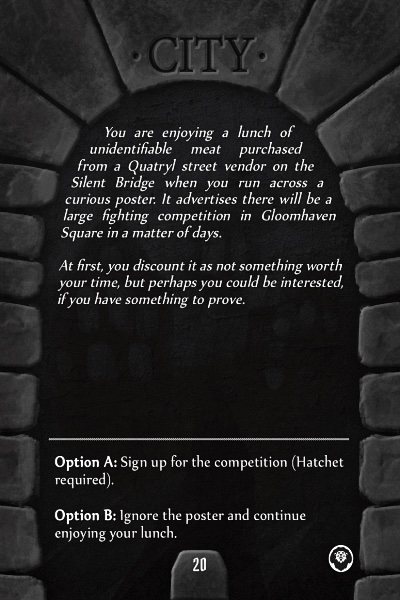 · CITY ·
You are enjoying a lunch of
unidentifiable meat purchased
from a Quatryl street vendor on the
Silent Bridge when you run across a
curious poster. It advertises there will be a
large fighting competition in Gloomhaven
Square in a matter of days.
At first, you discount it as not something worth
your time, but perhaps you could be interested,
if you have something to prove.
Option A: Sign up for the competition (Hatchet
required).
Option B: Ignore the poster and continue
enjoying your lunch.
20